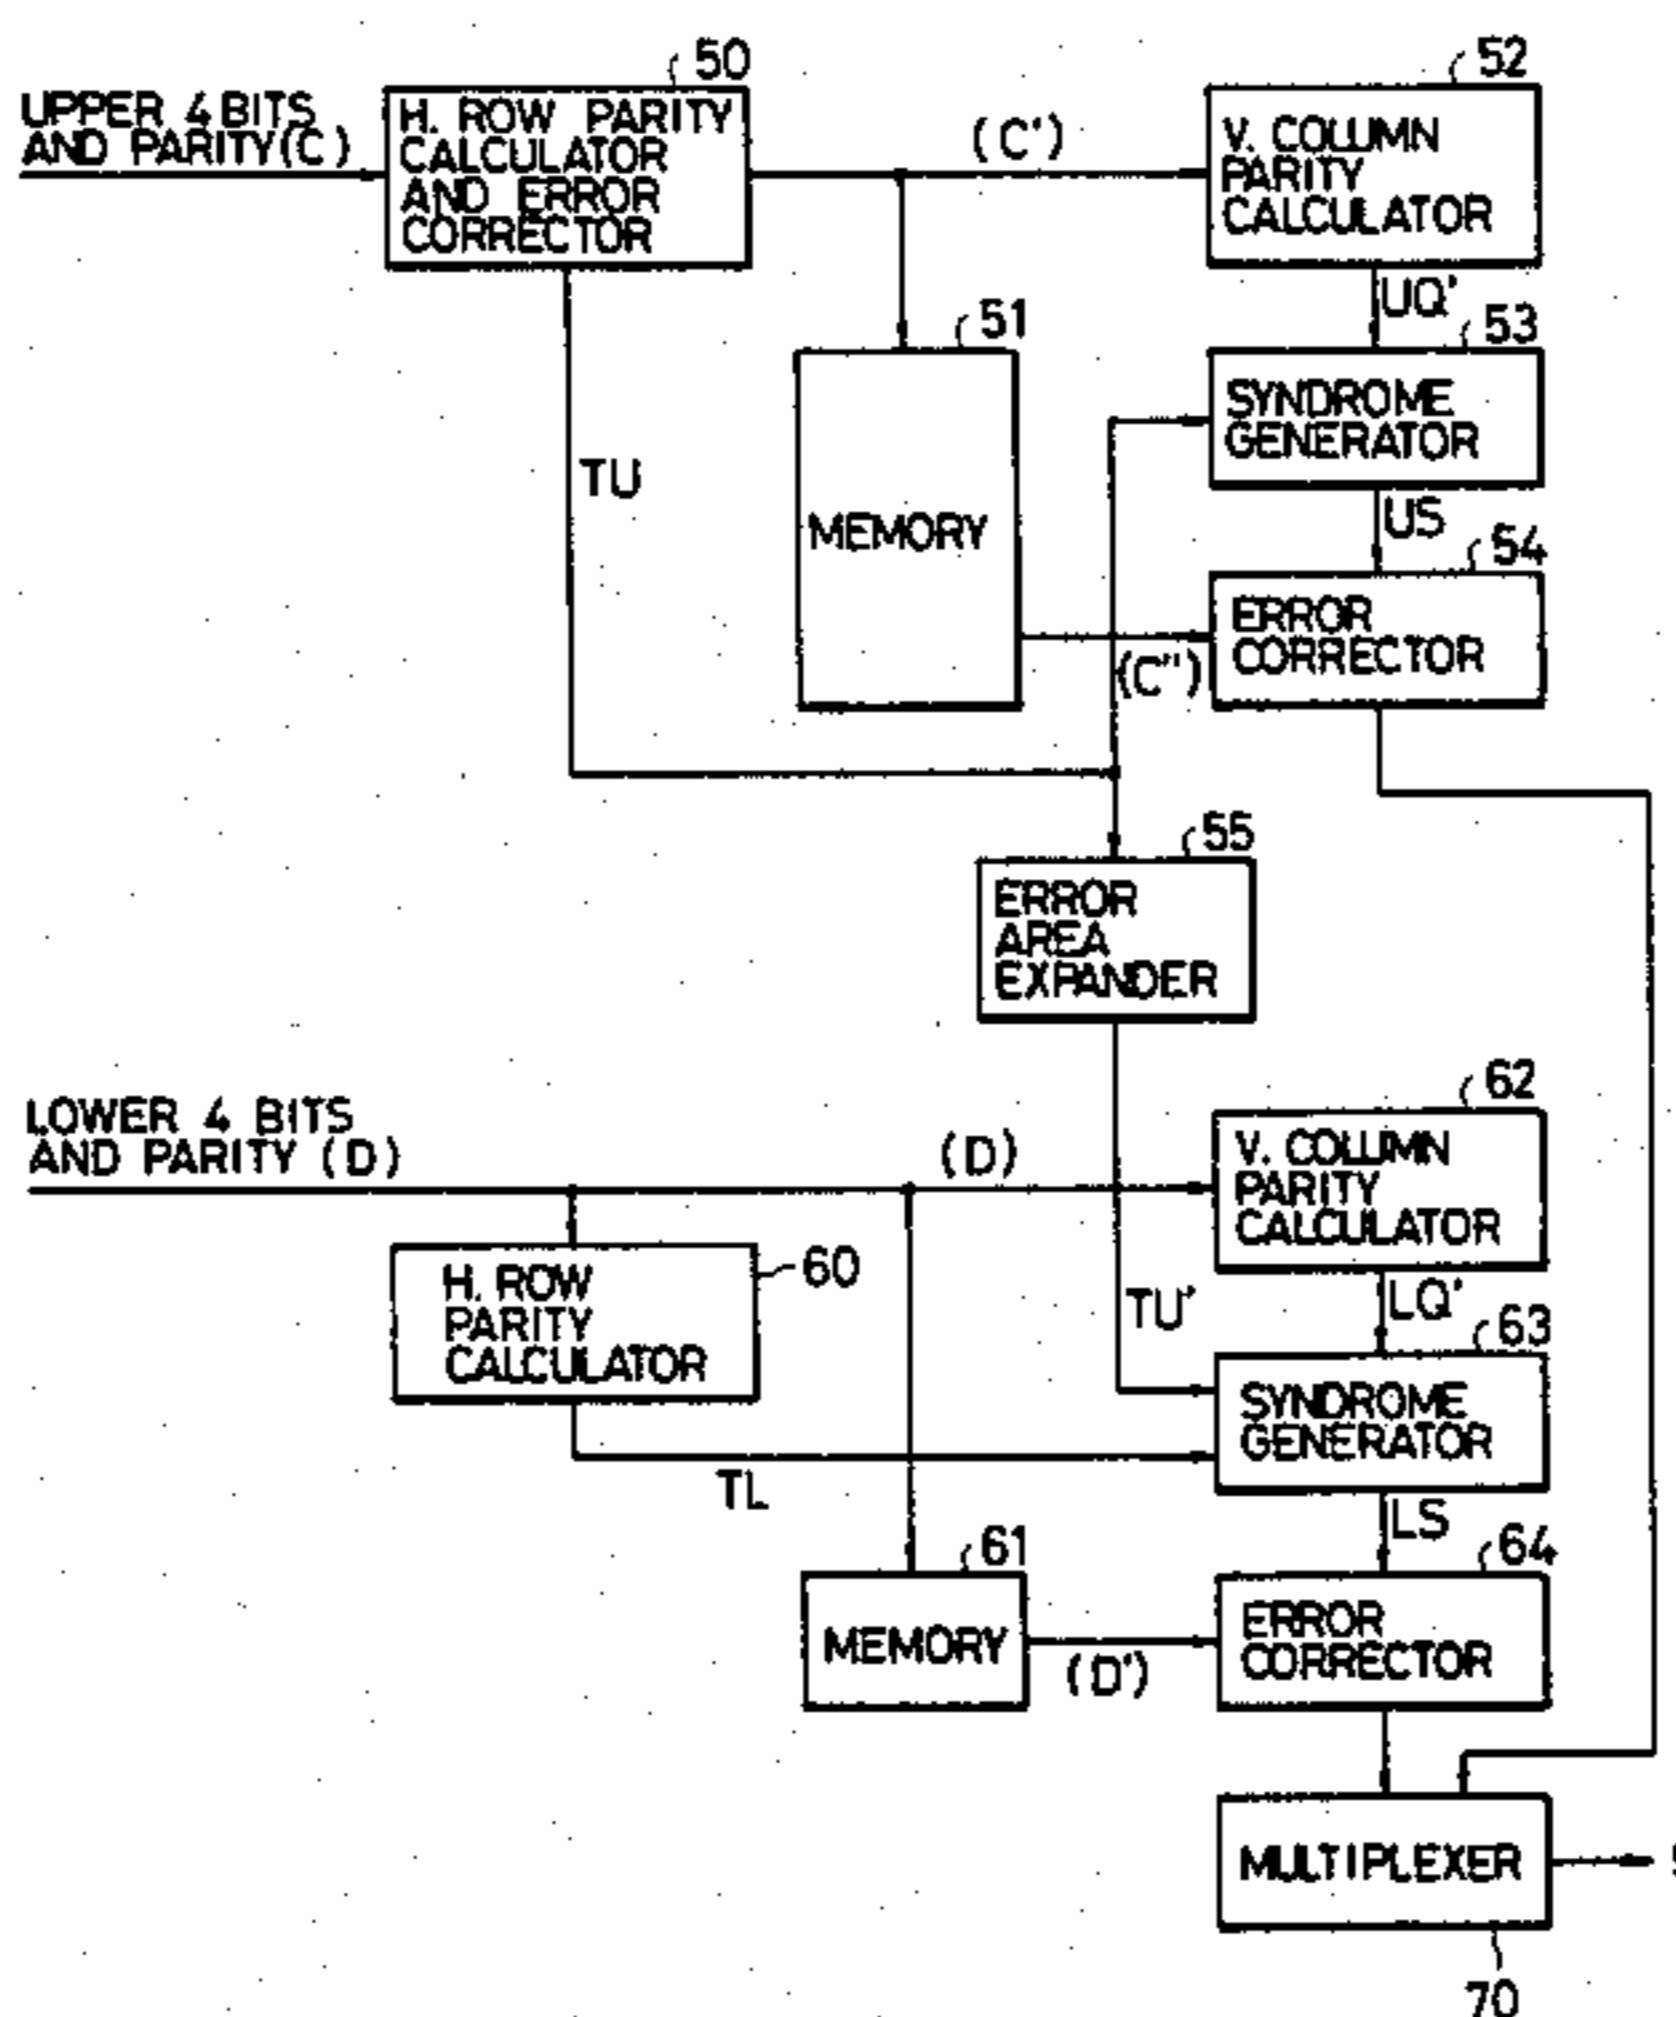 50
52
UPPER 4 BITS
AND PARITY(C)
H. ROW PARITY
CALCULATOR
AND ERROR
CORRECTOR
(C')
V. COLUMN
PARITY
CALCULATOR
UQ'
51
53
SYNDROME
GENERATOR
TU
MEMORY
US
54
ERROR
CORRECTOR
(C'')
55
ERROR
AREA
EXPANDER
62
LOWER 4 BITS
AND PARITY (D)
(D)
V. COLUMN
PARITY
CALCULATOR
60
H. ROW
PARITY
CALCULATOR
TU'
LQ'
63
SYNDROME
GENERATOR
TL
LS
61
64
MEMORY
(D')
ERROR
CORRECTOR
MULTIPLEXER
70